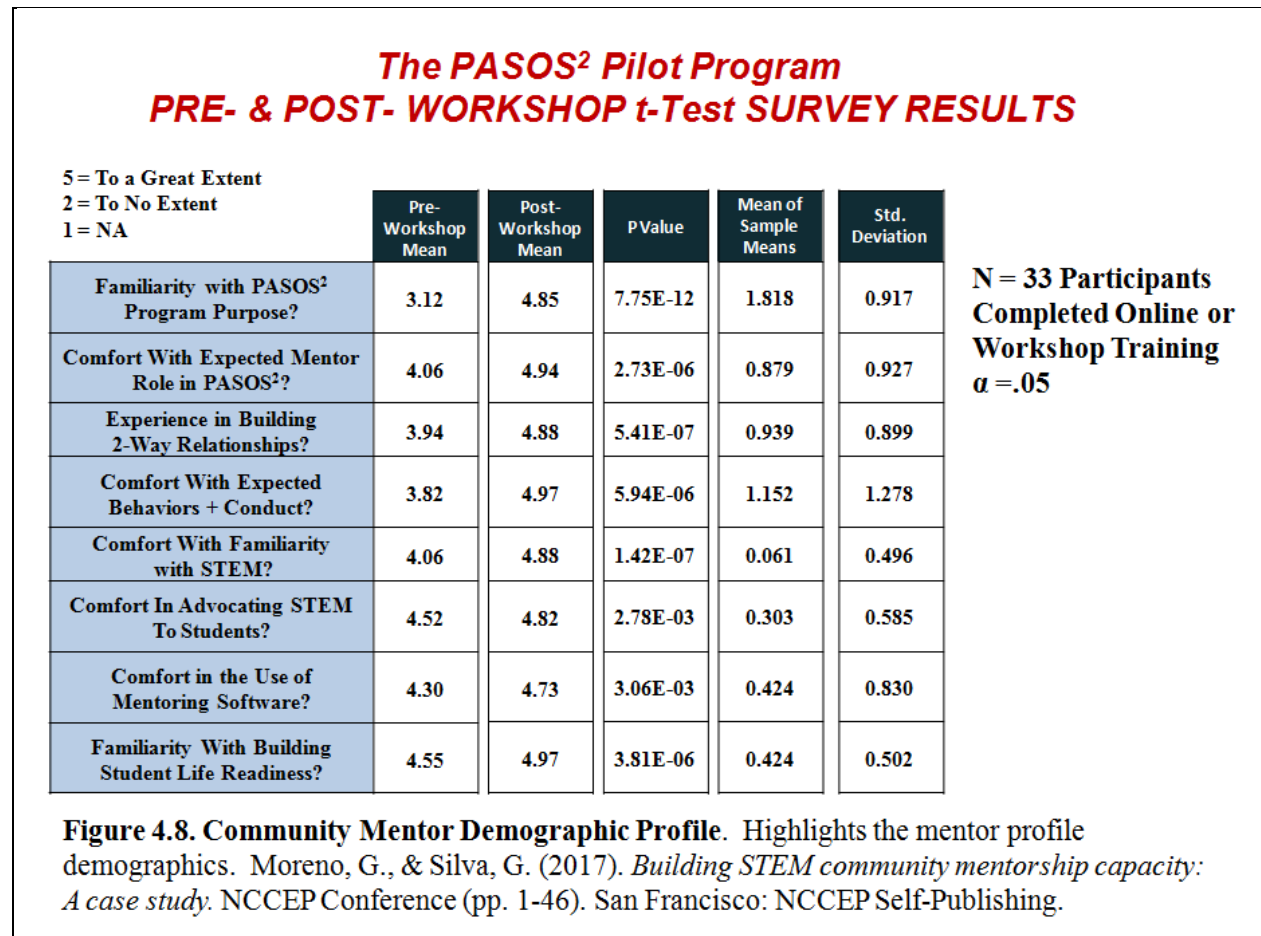 The PASOS² Pilot Program
PRE- & POST- WORKSHOP t-Test SURVEY RESULTS
5 = To a Great Extent
2 = To No Extent
1 = NA
Pre-
Workshop
Mean
Post-
Workshop
Mean
P Value
Mean of
Sample
Means
Std.
Deviation
Familiarity with PASOS²
Program Purpose?
3.12 4.85 7.75E-12 1.818 0.917
Comfort With Expected Mentor
Role in PASOS²?
4.06 4.94 2.73E-06 0.879 0.927
Experience in Building
2-Way Relationships?
3.94 4.88 5.41E-07 0.939 0.899
Comfort With Expected
Behaviors + Conduct?
3.82 4.97 5.94E-06 1.152 1.278
Comfort With Familiarity
with STEM?
4.06 4.88 1.42E-07 0.061 0.496
Comfort In Advocating STEM
To Students?
4.52 4.82 2.78E-03 0.303 0.585
Comfort in the Use of
Mentoring Software?
4.30 4.73 3.06E-03 0.424 0.830
Familiarity With Building
Student Life Readiness?
4.55 4.97 3.81E-06 0.424 0.502
N = 33 Participants
Completed Online or
Workshop Training
α =.05
Figure 4.8. Community Mentor Demographic Profile. Highlights the mentor profile
demographics. Moreno, G., & Silva, G. (2017). Building STEM community mentorship capacity:
A case study. NCCEP Conference (pp. 1-46). San Francisco: NCCEP Self-Publishing.